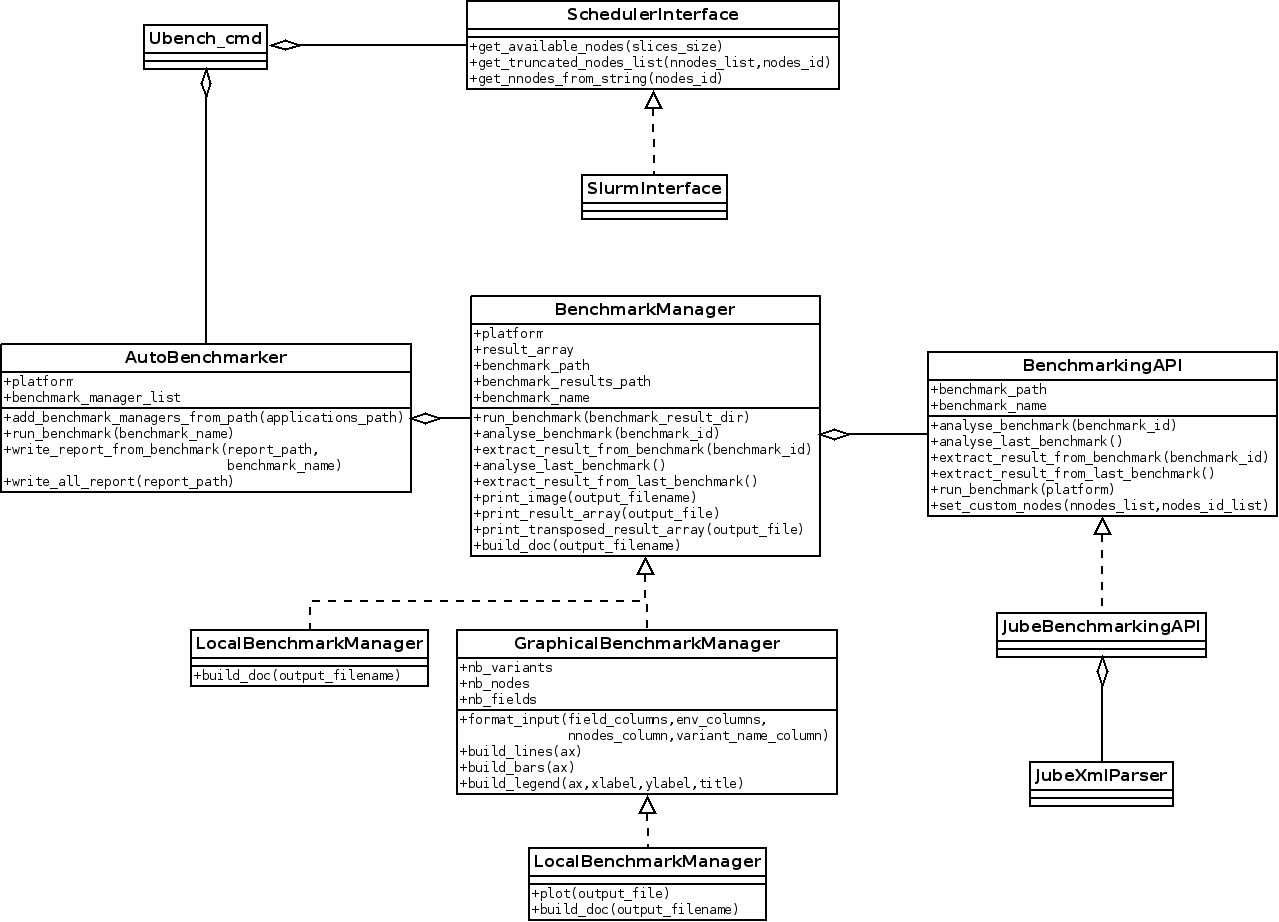 Ubench_cmd
SchedulerInterface
+get_available_nodes(slices_size)
+get_truncated_nodes_list(nnodes_list,nodes_id)
+get_nnodes_from_string(nodes_id)
SlurmInterface
AutoBenchmarker
+platform
+benchmark_manager_list
+add_benchmark_managers_from_path(applications_path)
+run_benchmark(benchmark_name)
+write_report_from_benchmark(report_path,
benchmark_name)
+write_all_report(report_path)
BenchmarkManager
+platform
+result_array
+benchmark_path
+benchmark_results_path
+benchmark_name
+run_benchmark(benchmark_result_dir)
+analyse_benchmark(benchmark_id)
+extract_result_from_benchmark(benchmark_id)
+analyse_last_benchmark()
+extract_result_from_last_benchmark()
+print_image(output_filename)
+print_result_array(output_file)
+print_transposed_result_array(output_file)
+build_doc(output_filename)
BenchmarkingAPI
+benchmark_path
+benchmark_name
+analyse_benchmark(benchmark_id)
+analyse_last_benchmark()
+extract_result_from_benchmark(benchmark_id)
+extract_result_from_last_benchmark()
+run_benchmark(platform)
+set_custom_nodes(nnodes_list,nodes_id_list)
LocalBenchmarkManager
+build_doc(output_filename)
GraphicalBenchmarkManager
+nb_variants
+nb_nodes
+nb_fields
+format_input(field_columns,env_columns,
nnodes_column,variant_name_column)
+build_lines(ax)
+build_bars(ax)
+build_legend(ax,xlabel,ylabel,title)
JubeBenchmarkingAPI
JubeXmlParser
LocalBenchmarkManager
+plot(output_file)
+build_doc(output_filename)